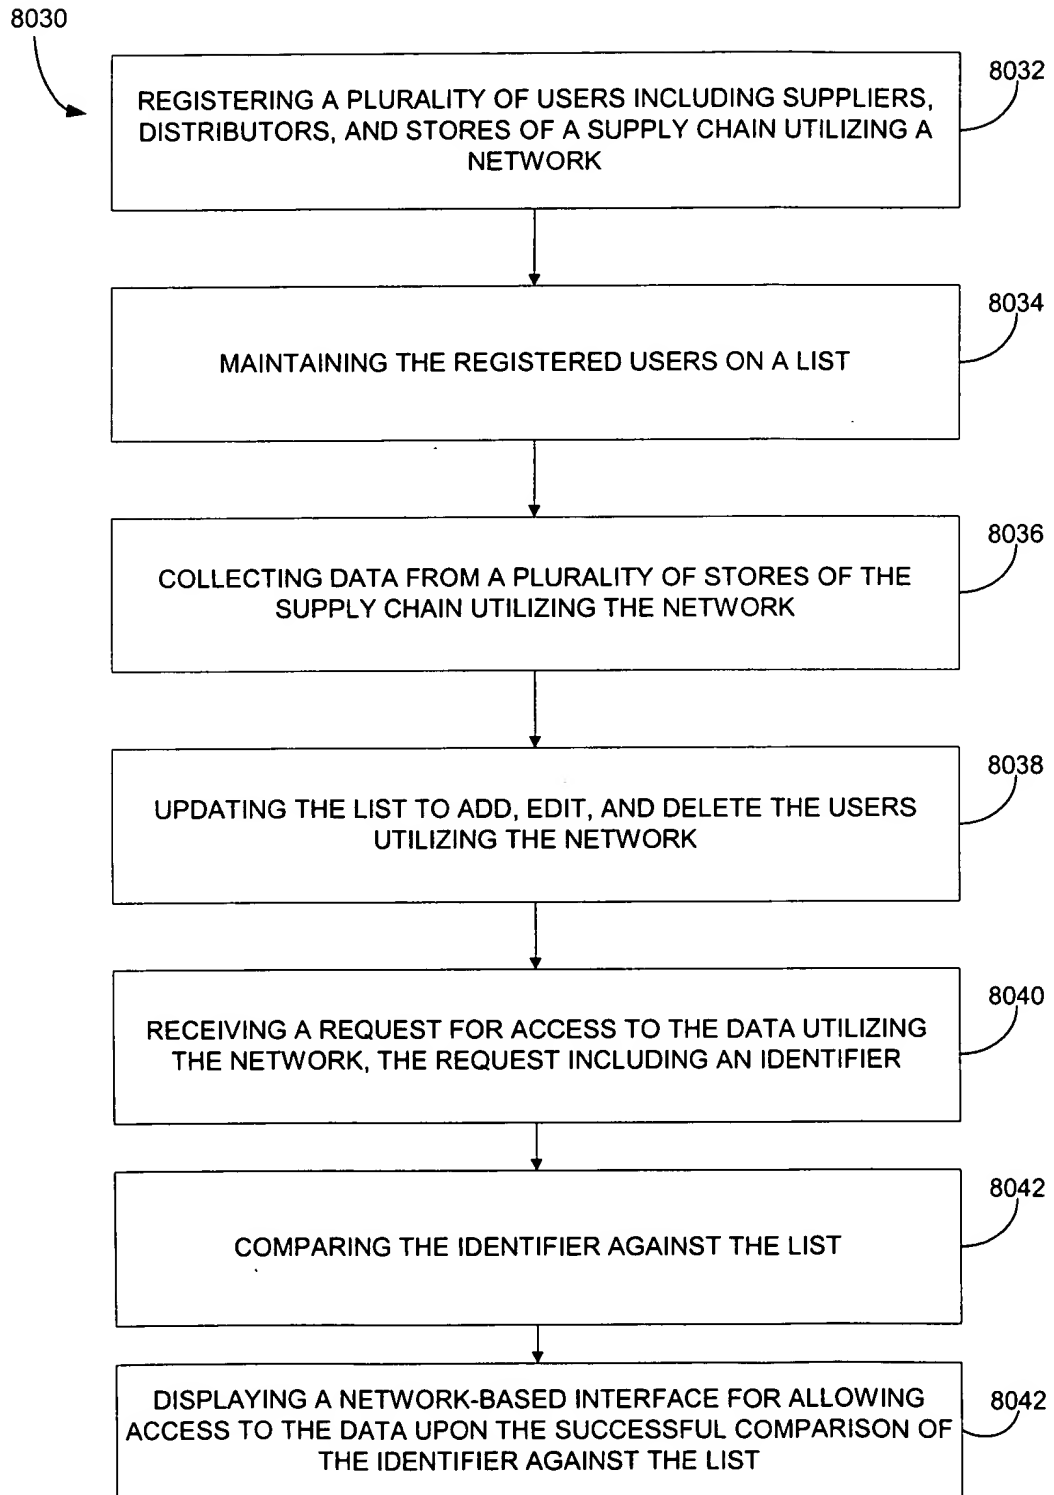 8030
8032
REGISTERING A PLURALITY OF USERS INCLUDING SUPPLIERS,
DISTRIBUTORS, AND STORES OF A SUPPLY CHAIN UTILIZING A
NETWORK
8034
MAINTAINING THE REGISTERED USERS ON A LIST
8036
COLLECTING DATA FROM A PLURALITY OF STORES OF THE
SUPPLY CHAIN UTILIZING THE NETWORK
8038
UPDATING THE LIST TO ADD, EDIT, AND DELETE THE USERS
UTILIZING THE NETWORK
8040
RECEIVING A REQUEST FOR ACCESS TO THE DATA UTILIZING
THE NETWORK, THE REQUEST INCLUDING AN IDENTIFIER
8042
COMPARING THE IDENTIFIER AGAINST THE LIST
8042
DISPLAYING A NETWORK-BASED INTERFACE FOR ALLOWING
ACCESS TO THE DATA UPON THE SUCCESSFUL COMPARISON OF
THE IDENTIFIER AGAINST THE LIST